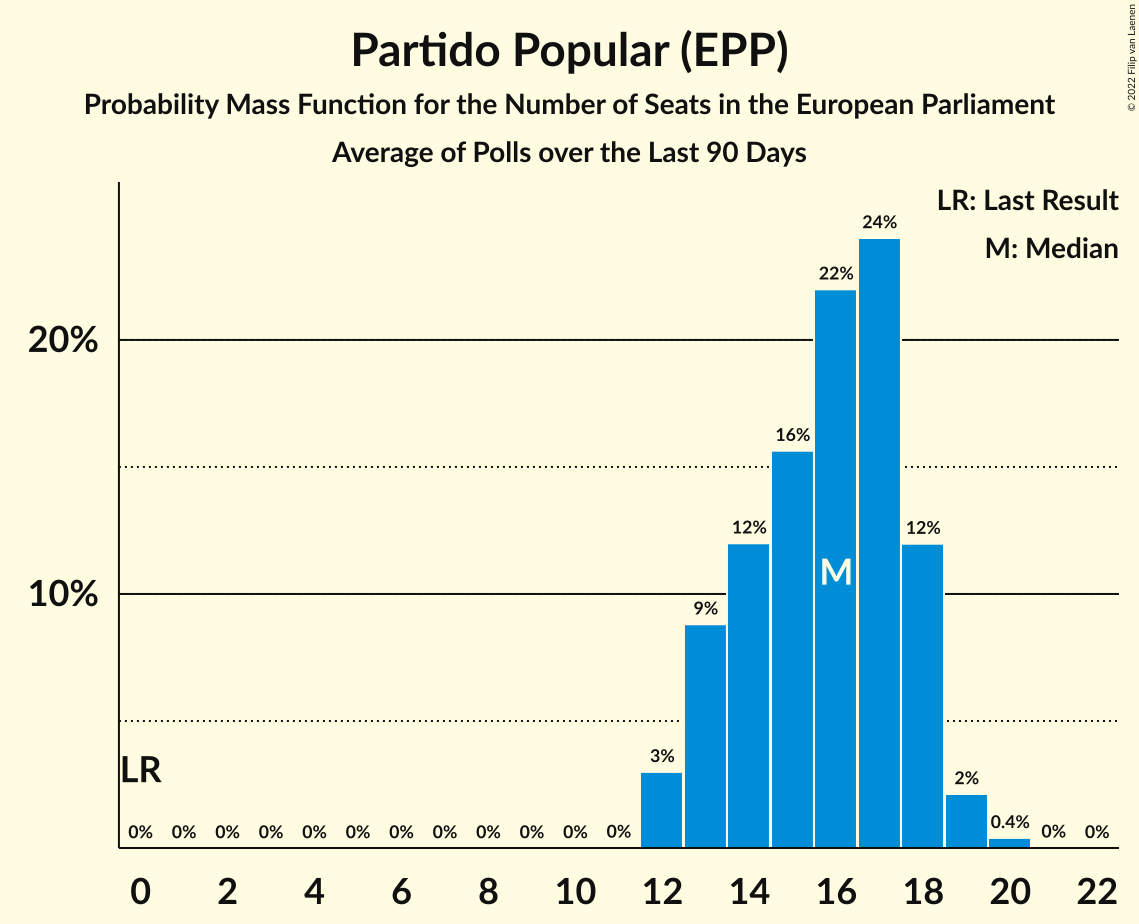 Partido Popular (EPP)
Probability Mass Function for the Number of Seats in the European Parliament
Average of Polls over the Last 90 Days
© 2022 Filip van Laenen
LR: Last Result
M: Median
24%
22%
20%
16%
12%
12%
M
10%
9%
LR
3%
2%
0.4%
0% 0% 0% 0% 0% 0% 0% 0% 0% 0% 0% 0% 0% 0%
0 2 4 6 8 10 12 14 16 18 20 22